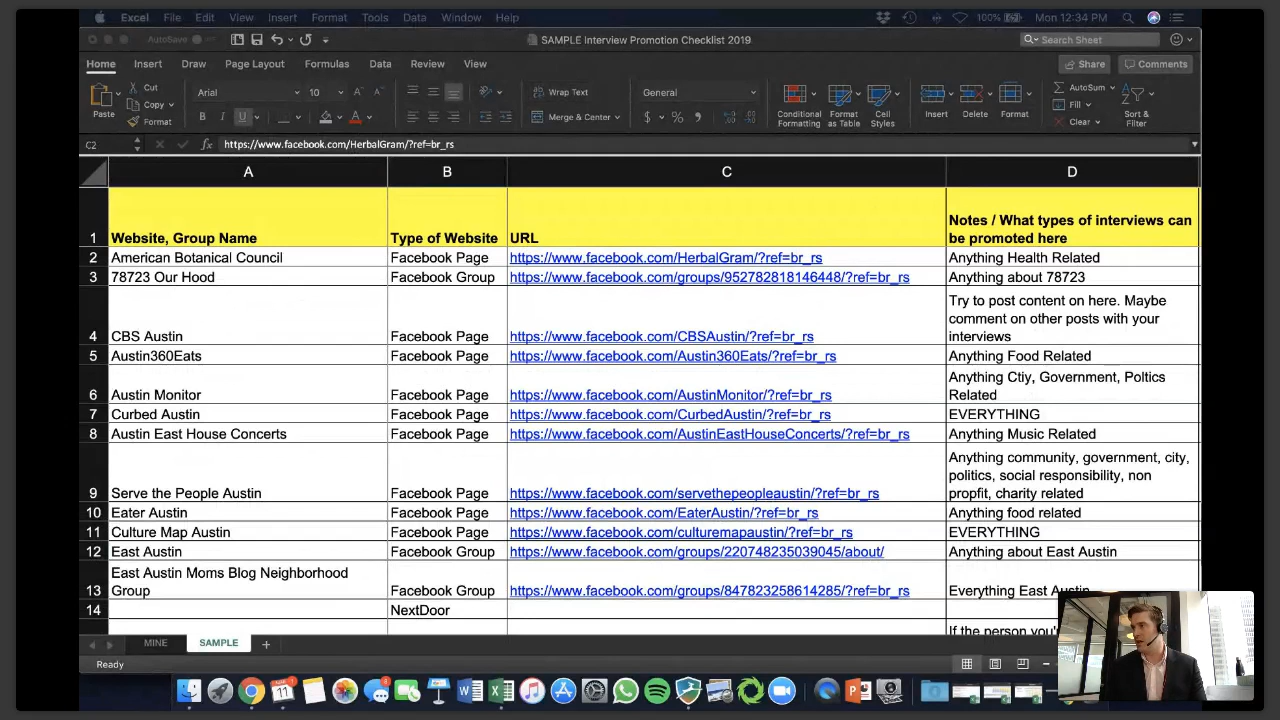 Excel File Edit View Insert Format Tools Data Window Help 100% Mon 12:34 PM
AutoSave SAMPLE Interview Promotion Checklist 2019 Search Sheet
Home Insert Draw Page Layout Formulas Data Review View Share Comments
Paste Cut Copy Format Arial 10 Wrap Text Merge & Center General Conditional Formatting Format as Table Cell Styles Insert Delete Format AutoSum Fill Clear Sort & Filter
C2 fx https://www.facebook.com/HerbalGram/?ref=br_rs
A B C D
1 Website, Group Name Type of Website URL Notes / What types of interviews can
be promoted here
2 American Botanical Council Facebook Page https://www.facebook.com/HerbalGram/?ref=br_rs Anything Health Related
3 78723 Our Hood Facebook Group https://www.facebook.com/groups/952782818146448/?ref=br_rs Anything about 78723
Try to post content on here. Maybe
comment on other posts with your
4 CBS Austin Facebook Page https://www.facebook.com/CBSAustin/?ref=br_rs interviews
5 Austin360Eats Facebook Page https://www.facebook.com/Austin360Eats/?ref=br_rs Anything Food Related
Anything Ctiy, Government, Poltics
6 Austin Monitor Facebook Page https://www.facebook.com/AustinMonitor/?ref=br_rs Related
7 Curbed Austin Facebook Page https://www.facebook.com/CurbedAustin/?ref=br_rs EVERYTHING
8 Austin East House Concerts Facebook Page https://www.facebook.com/AustinEastHouseConcerts/?ref=br_rs Anything Music Related
Anything community, government, city,
politics, social responsibility, non
9 Serve the People Austin Facebook Page https://www.facebook.com/servethepeopleaustin/?ref=br_rs propfit, charity related
10 Eater Austin Facebook Page https://www.facebook.com/EaterAustin/?ref=br_rs Anything food related
11 Culture Map Austin Facebook Page https://www.facebook.com/culturemapaustin/?ref=br_rs EVERYTHING
12 East Austin Facebook Group https://www.facebook.com/groups/220748235039045/about/ Anything about East Austin
East Austin Moms Blog Neighborhood
13 Group Facebook Group https://www.facebook.com/groups/847823258614285/?ref=br_rs Everything East Austin
14 NextDoor
If the person you'
MINE SAMPLE +
Ready